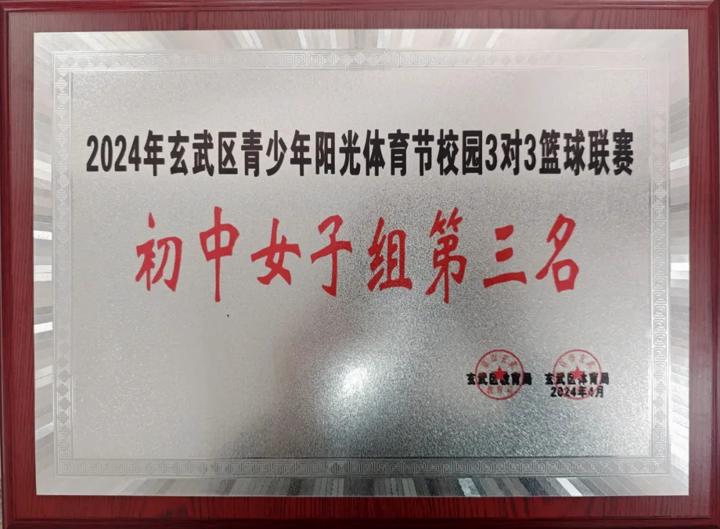 2024年玄武区青少年阳光体育节校园3对3篮球联赛
初中女子组第三名
玄武区教育局 玄武区体育局
2024年4月